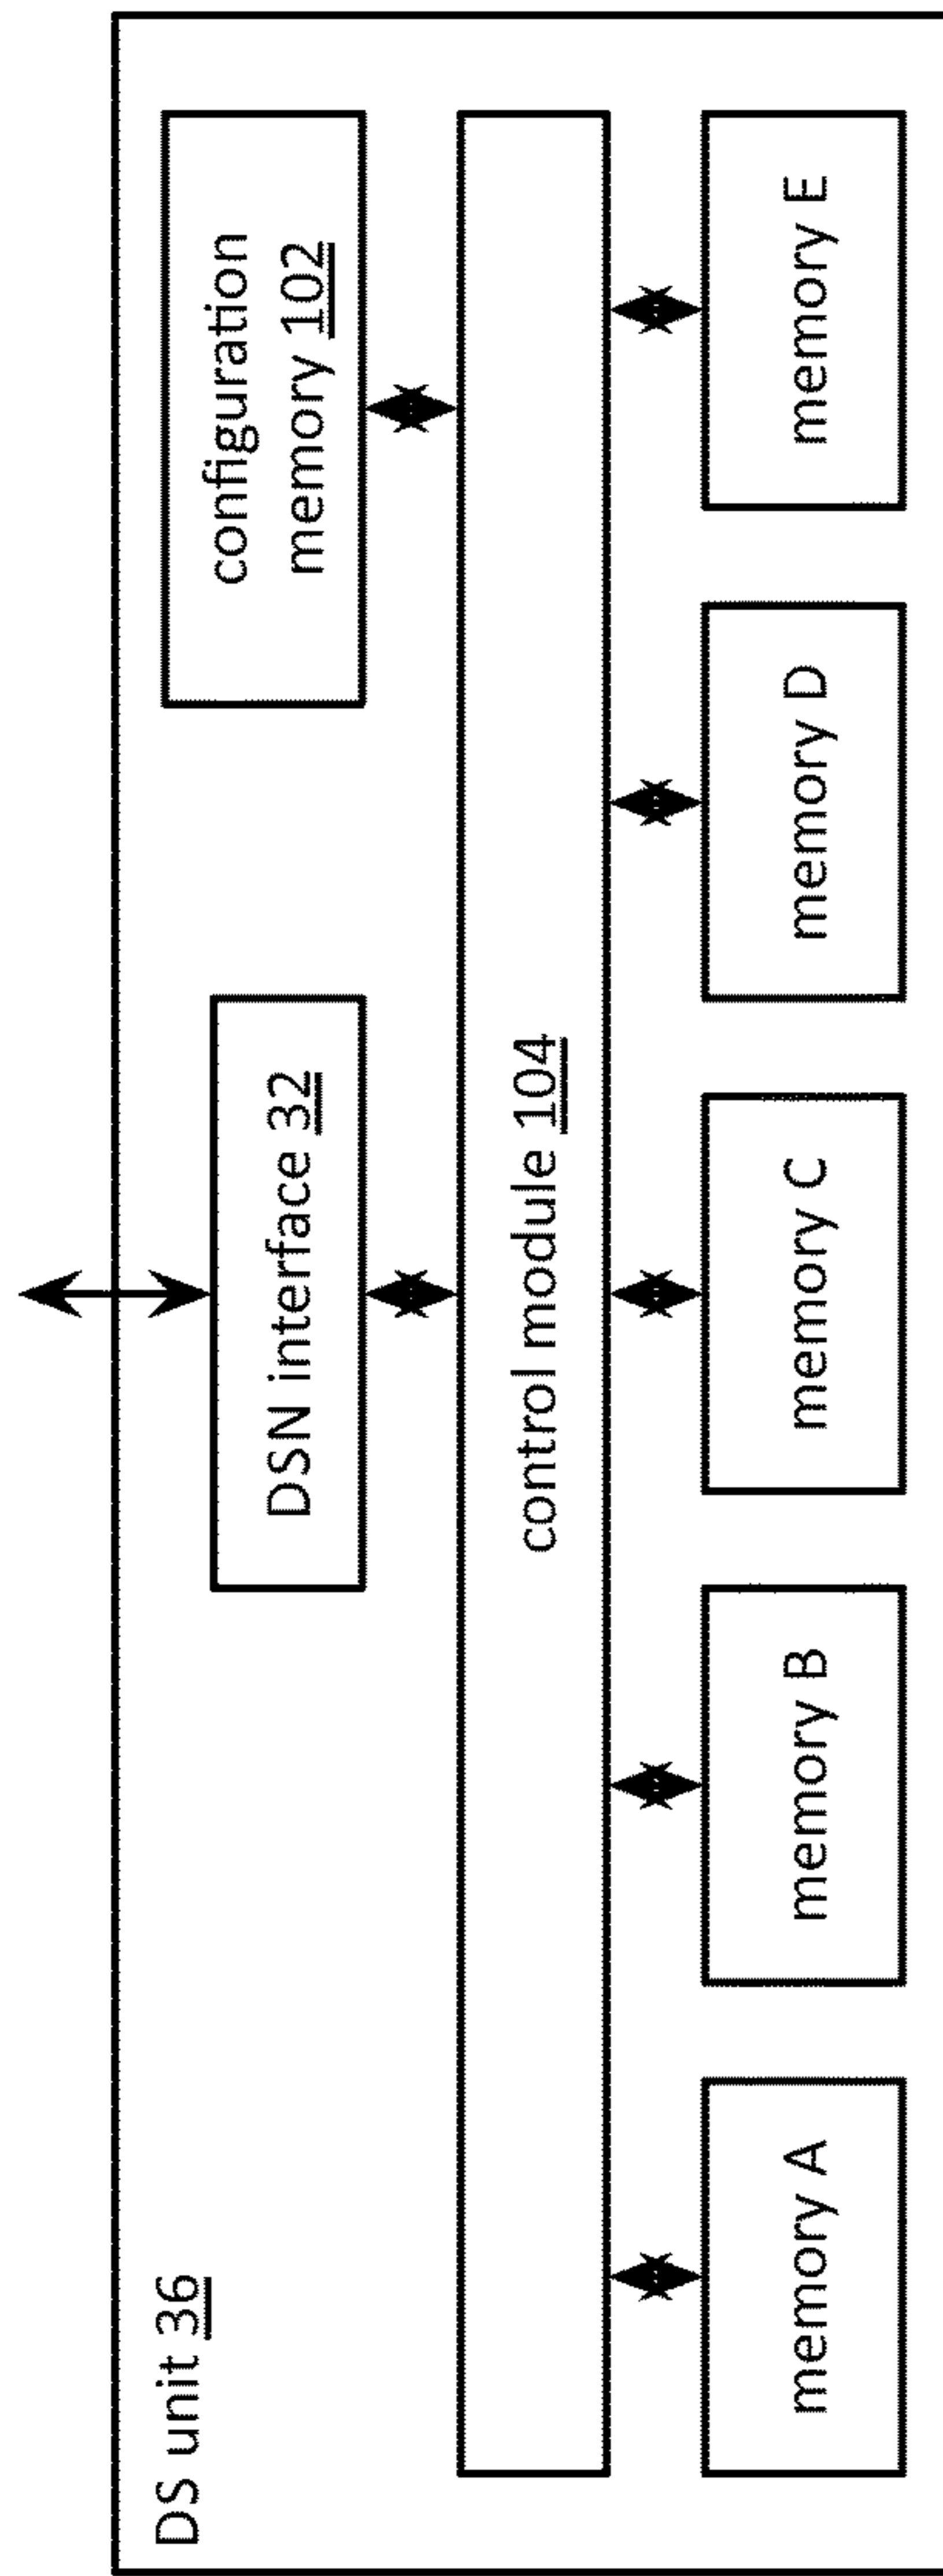 DS unit 36
DSN interface 32
configuration
memory 102
control module 104
memory A
memory B
memory C
memory D
memory E